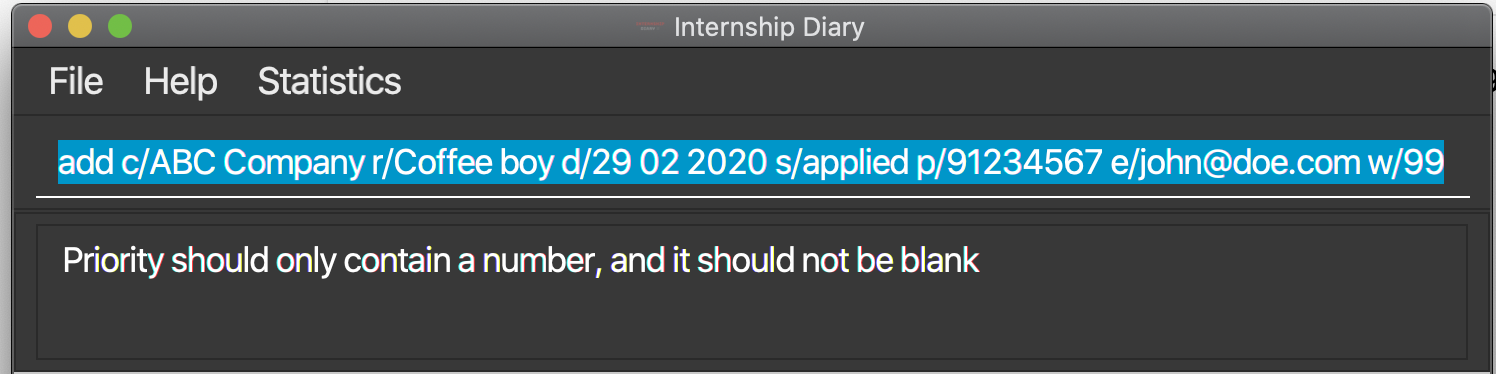 Internship Diary
File Help Statistics
add c/ABC Company r/Coffee boy d/29 02 2020 s/applied p/91234567 e/john@doe.com w/99
Priority should only contain a number, and it should not be blank